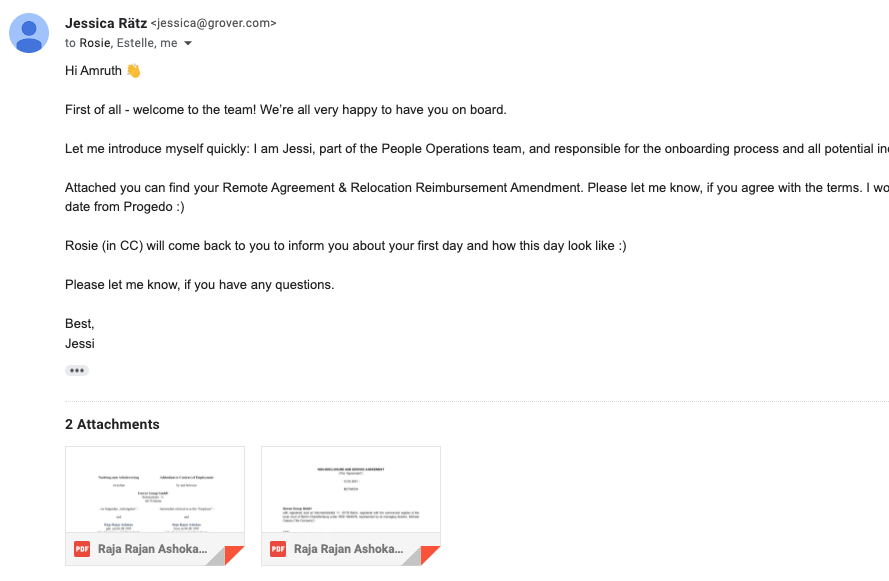 Jessica Rätz <jessica@grover.com>
to Rosie, Estelle, me
Hi Amruth 👋
First of all - welcome to the team! We're all very happy to have you on board.
Let me introduce myself quickly: I am Jessi, part of the People Operations team, and responsible for the onboarding process and all potential in
Attached you can find your Remote Agreement & Relocation Reimbursement Amendment. Please let me know, if you agree with the terms. I wo
date from Progedo :)
Rosie (in CC) will come back to you to inform you about your first day and how this day look like :)
Please let me know, if you have any questions.
Best,
Jessi
•••
2 Attachments
NON-DISCLOSURE AND SERVICE AGREEMENT
BETWEEN
PDF Raja Rajan Ashoka...
PDF Raja Rajan Ashoka...